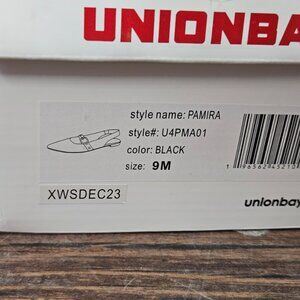 UNIONBA
style name: PAMIRA
style#: U4PMA01
color: BLACK
size: 9M
XWSDEC23
unionbay